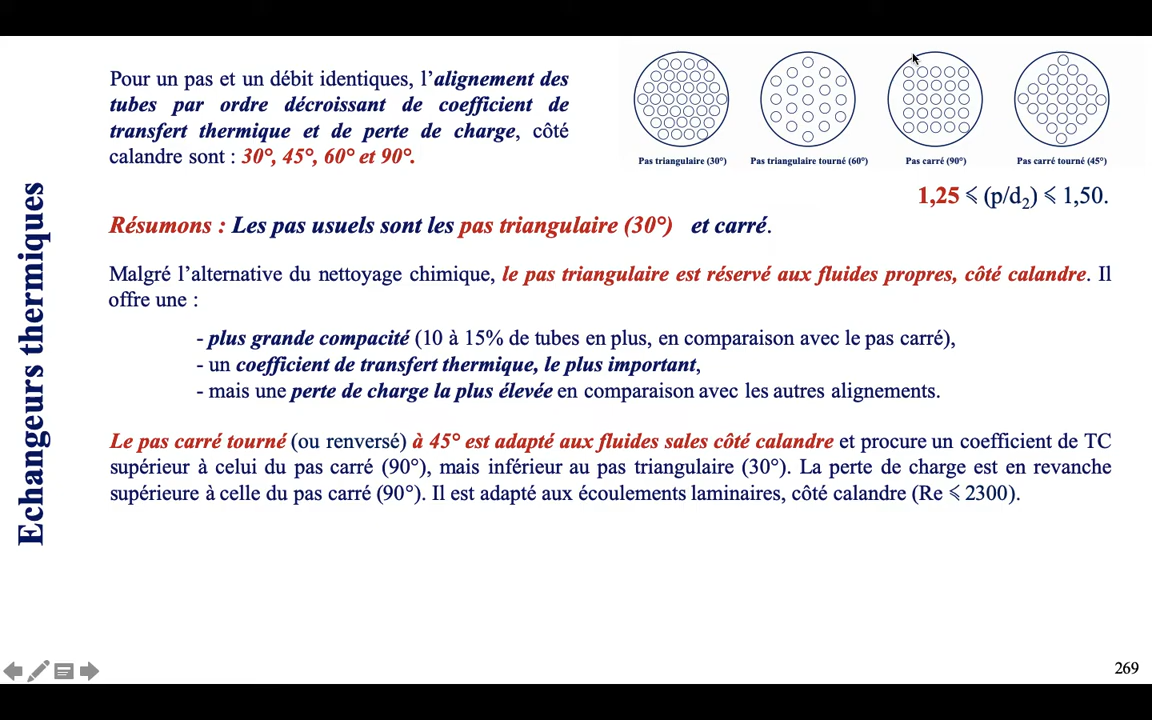 Pour un pas et un débit identiques, l’alignement des
tubes par ordre décroissant de coefficient de
transfert thermique et de perte de charge, côté
calandre sont : 30°, 45°, 60° et 90°.
Pas triangulaire (30°)
Pas triangulaire tourné (60°)
Pas carré (90°)
Pas carré tourné (45°)
1,25 ⩽ (p/d₂) ⩽ 1,50.
Echangeurs thermiques
Résumons : Les pas usuels sont les pas triangulaire (30°) et carré.
Malgré l’alternative du nettoyage chimique, le pas triangulaire est réservé aux fluides propres, côté calandre. Il
offre une :
- plus grande compacité (10 à 15% de tubes en plus, en comparaison avec le pas carré),
- un coefficient de transfert thermique, le plus important,
- mais une perte de charge la plus élevée en comparaison avec les autres alignements.
Le pas carré tourné (ou renversé) à 45° est adapté aux fluides sales côté calandre et procure un coefficient de TC
supérieur à celui du pas carré (90°), mais inférieur au pas triangulaire (30°). La perte de charge est en revanche
supérieure à celle du pas carré (90°). Il est adapté aux écoulements laminaires, côté calandre (Re ⩽ 2300).
269